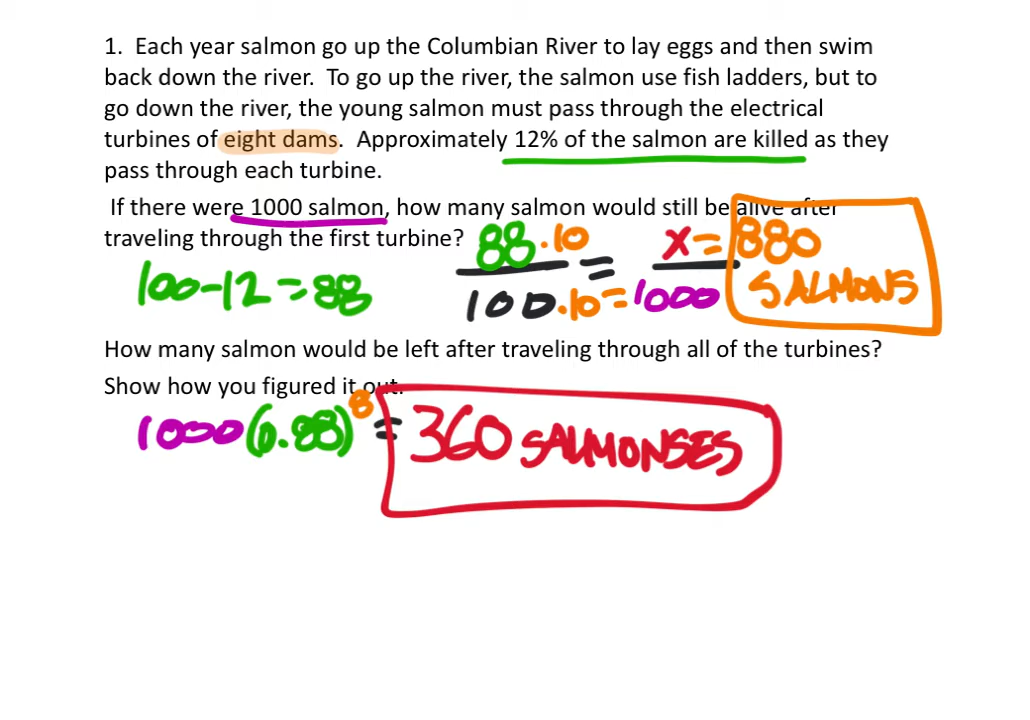 1. Each year salmon go up the Columbian River to lay eggs and then swim
back down the river. To go up the river, the salmon use fish ladders, but to
go down the river, the young salmon must pass through the electrical
turbines of eight dams. Approximately 12% of the salmon are killed as they
pass through each turbine.
If there were 1000 salmon, how many salmon would still be alive after
traveling through the first turbine?
88 · 10 x = 880
100 - 12 = 88
= SALMONS
100 · 10 = 1000
How many salmon would be left after traveling through all of the turbines?
Show how you figured it out.
1000(0.88)⁸ = 360 SALMONSES